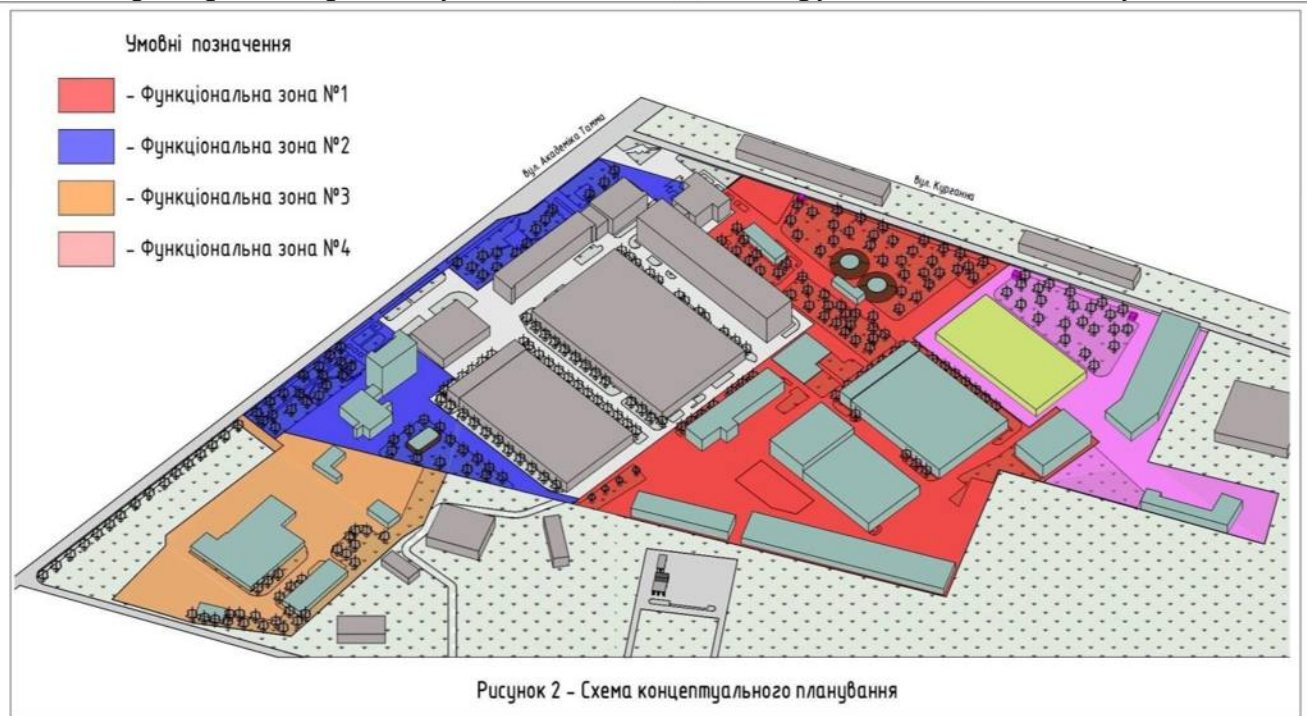 Умовні позначення
- Функціональна зона №1
- Функціональна зона №2
- Функціональна зона №3
- Функціональна зона №4
вул. Академіка Тамма
вул. Курганна
Рисунок 2 - Схема концептуального планування